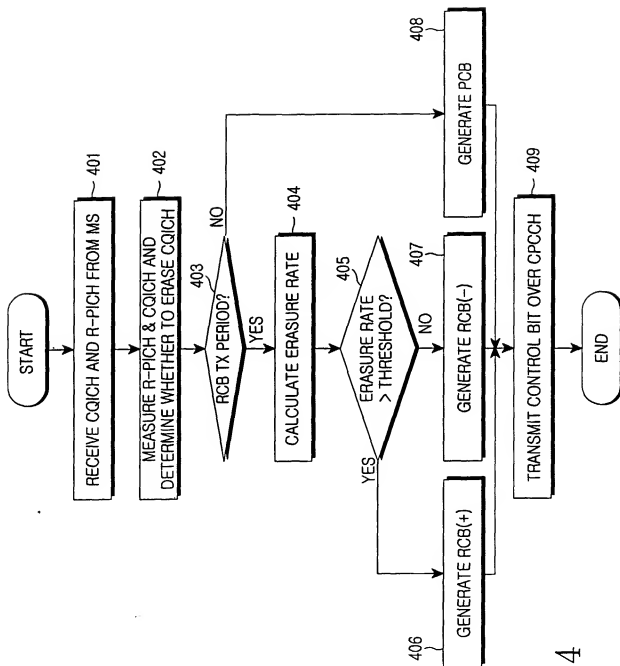 START
RECEIVE CQICH AND R-PICH FROM MS
401
MEASURE R-PICH & CQICH AND
DETERMINE WHETHER TO ERASE CQICH
402
RCB TX PERIOD?
403
NO
YES
CALCULATE ERASURE RATE
404
ERASURE RATE
> THRESHOLD?
405
YES
NO
GENERATE RCB(+)
406
GENERATE RCB(-)
407
GENERATE PCB
408
TRANSMIT CONTROL BIT OVER CPCCH
409
END
4